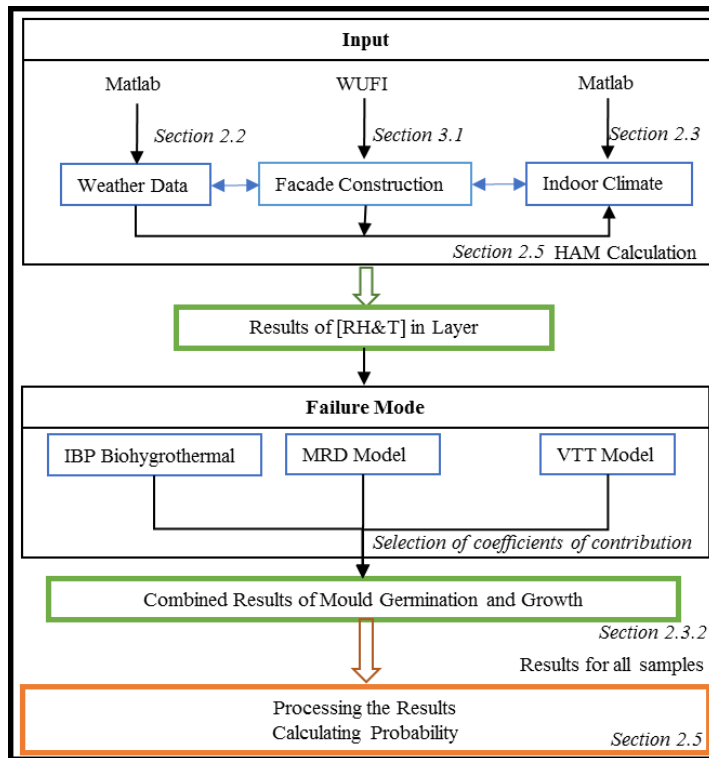 Input
Matlab
WUFI
Matlab
Section 2.2
Section 3.1
Section 2.3
Weather Data
Facade Construction
Indoor Climate
Section 2.5 HAM Calculation
Results of [RH&T] in Layer
Failure Mode
IBP Biohygrothermal
MRD Model
VTT Model
Selection of coefficients of contribution
Combined Results of Mould Germination and Growth
Section 2.3.2
Results for all samples
Processing the Results
Calculating Probability
Section 2.5